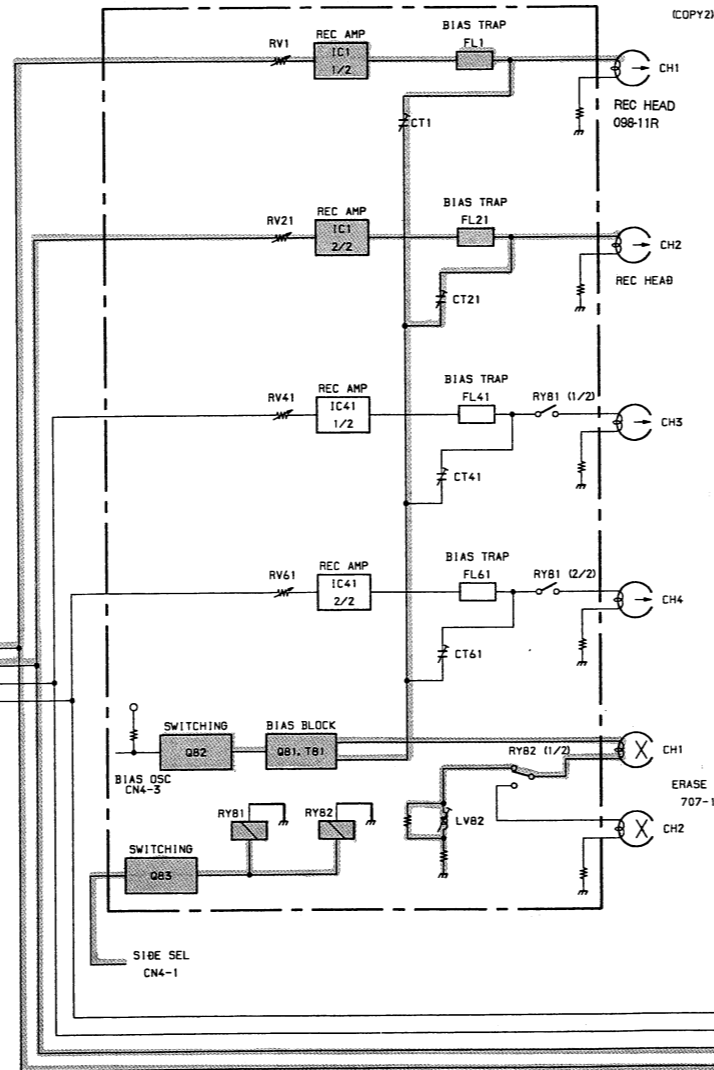 (COPY2)
BIAS TRAP
REC AMP
FL1
RV1
IC1
1/2
CH1
REC HEAD
098-11R
CT1
BIAS TRAP
REC AMP
FL21
RV21
IC1
2/2
CH2
REC HEAD
CT21
BIAS TRAP
REC AMP
FL41
RY81 (1/2)
RV41
IC41
1/2
CH3
CT41
BIAS TRAP
REC AMP
FL61
RY81 (2/2)
RV61
IC41
2/2
CH4
CT61
SWITCHING
BIAS BLOCK
Q82
Q81. T81
RY82 (1/2)
CH1
BIAS OSC
CN4-3
ERASE
707-1
RY81
RY82
LV82
CH2
SWITCHING
Q83
SIDE SEL
CN4-1